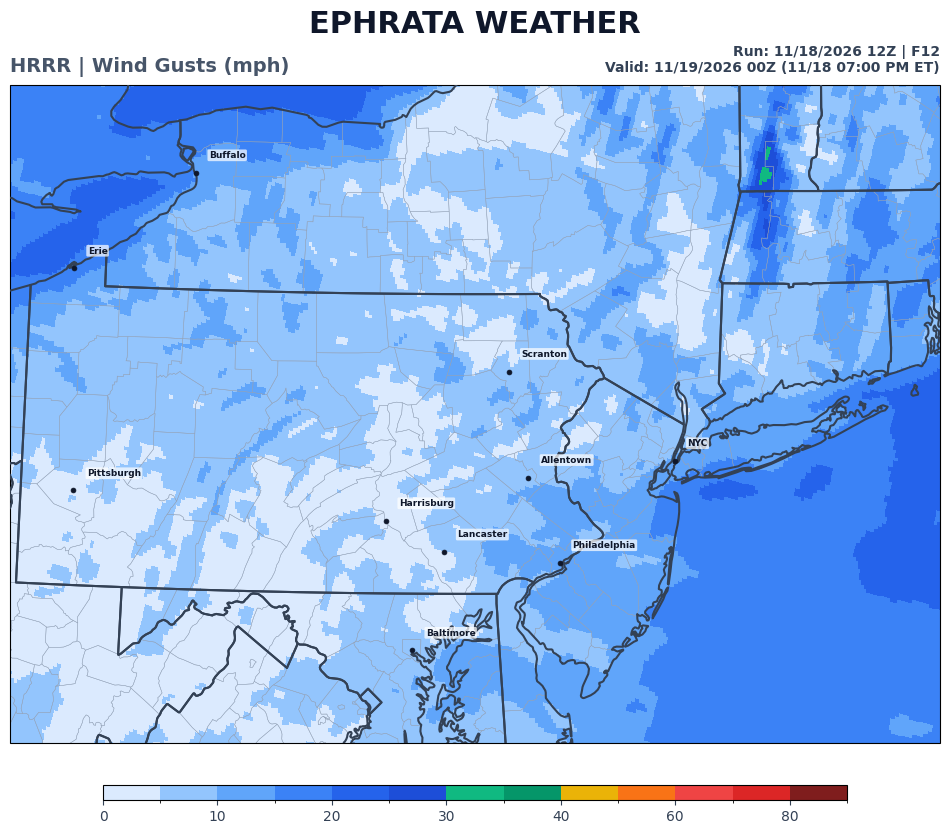 EPHRATA WEATHER
HRRR | Wind Gusts (mph)
Run: 11/18/2026 12Z | F12
Valid: 11/19/2026 00Z (11/18 07:00 PM ET)
Buffalo
Erie
Scranton
NYC
Allentown
Pittsburgh
Harrisburg
Lancaster
Philadelphia
Baltimore
0 10 20 30 40 50 60 70 80